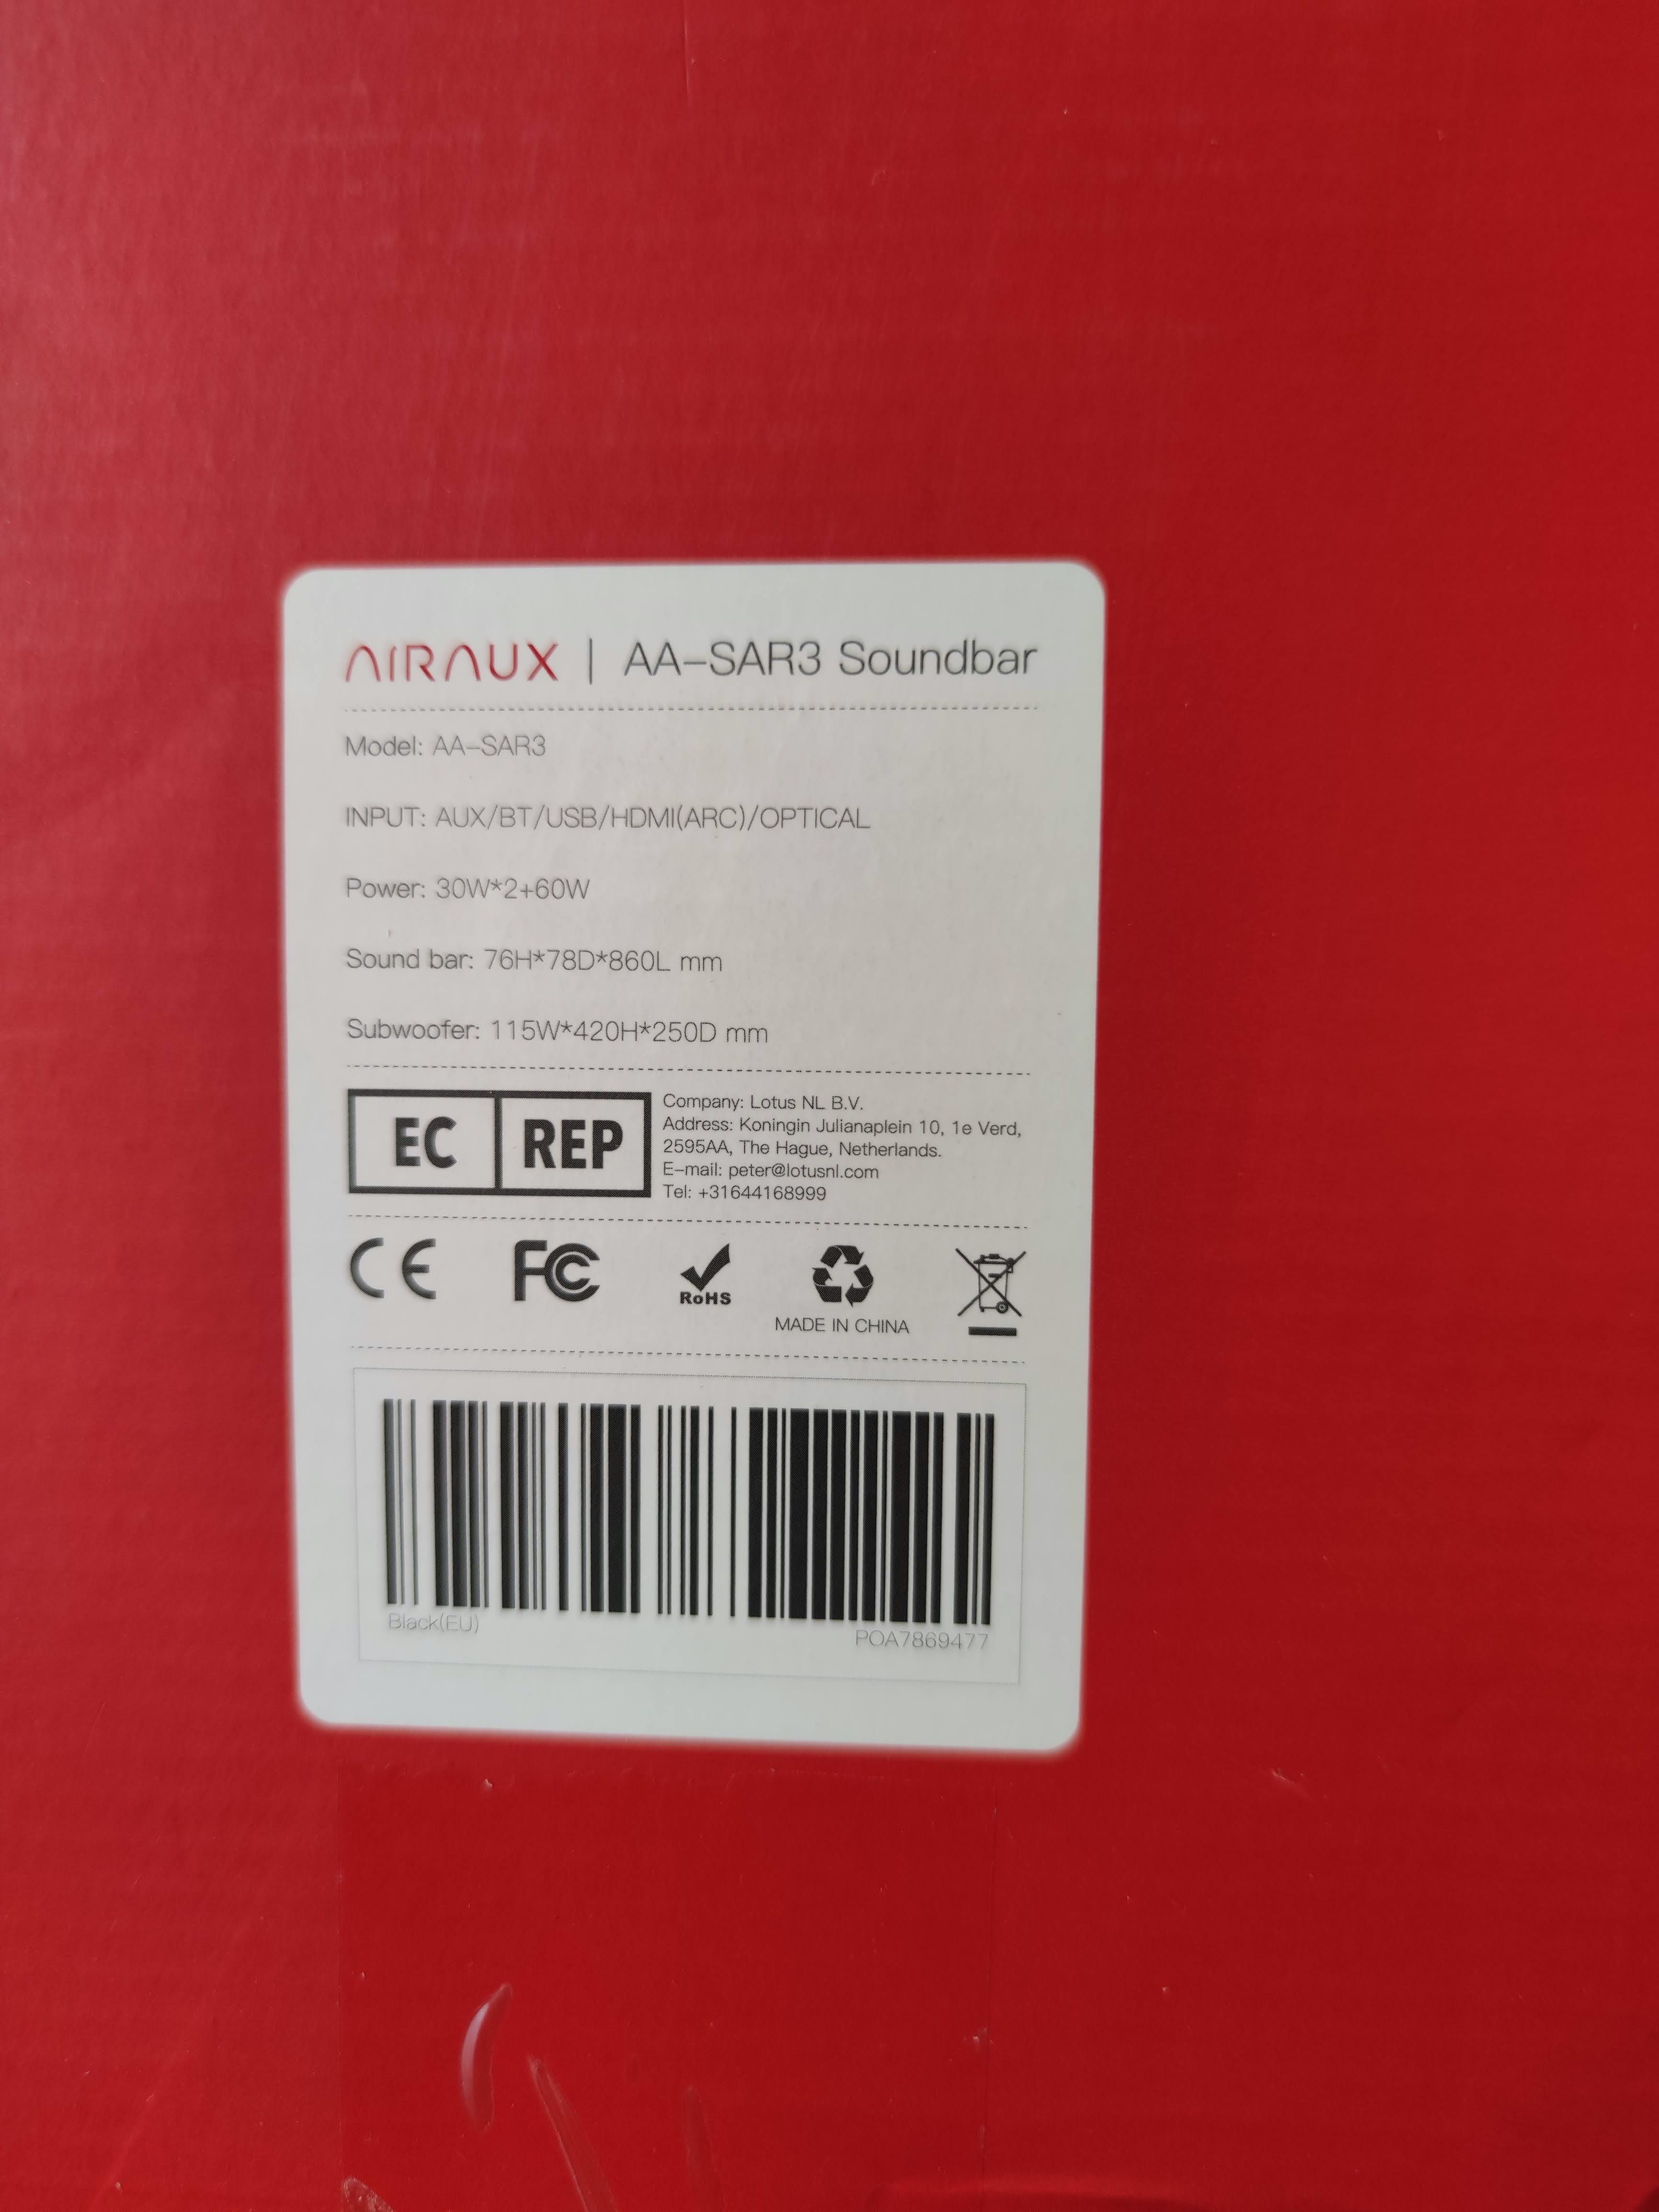 AIRAUX | AA-SAR3 Soundbar
Model: AA-SAR3
INPUT: AUX/BT/USB/HDMI(ARC)/OPTICAL
Power: 30W*2+60W
Sound bar: 76H*78D*860L mm
Subwoofer: 115W*420H*250D mm
EC REP
Company: Lotus NL B.V.
Address: Koningin Julianaplein 10, 1e Verd,
2595AA, The Hague, Netherlands.
E-mail: peter@lotusnl.com
Tel: +31644168999
CE FC RoHS
MADE IN CHINA
Black(EU)
POA7869477